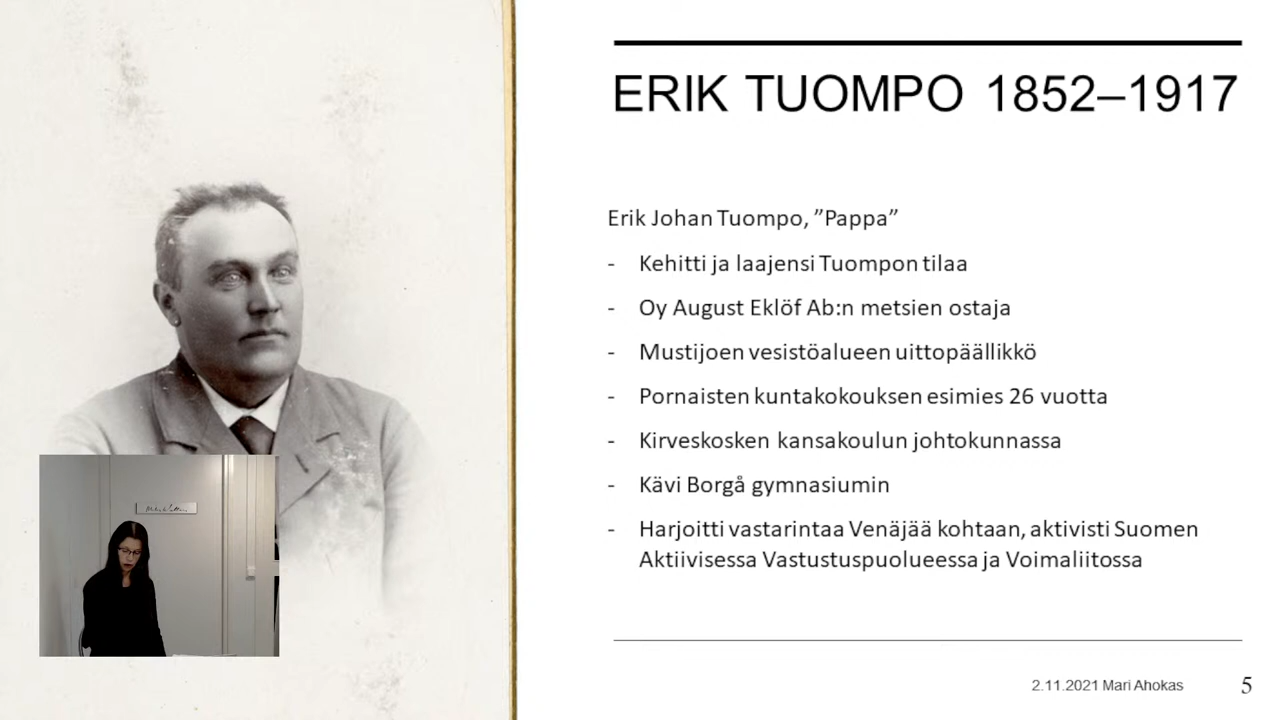 ERIK TUOMPO 1852–1917
Erik Johan Tuompo, ”Pappa”
- Kehitti ja laajensi Tuompon tilaa
- Oy August Eklöf Ab:n metsien ostaja
- Mustijoen vesistöalueen uittopäällikkö
- Pornaisten kuntakokouksen esimies 26 vuotta
- Kirveskosken kansakoulun johtokunnassa
- Kävi Borgå gymnasiumin
- Harjoitti vastarintaa Venäjää kohtaan, aktivisti Suomen
Aktiivisessa Vastustuspuolueessa ja Voimaliitossa
2.11.2021 Mari Ahokas
5